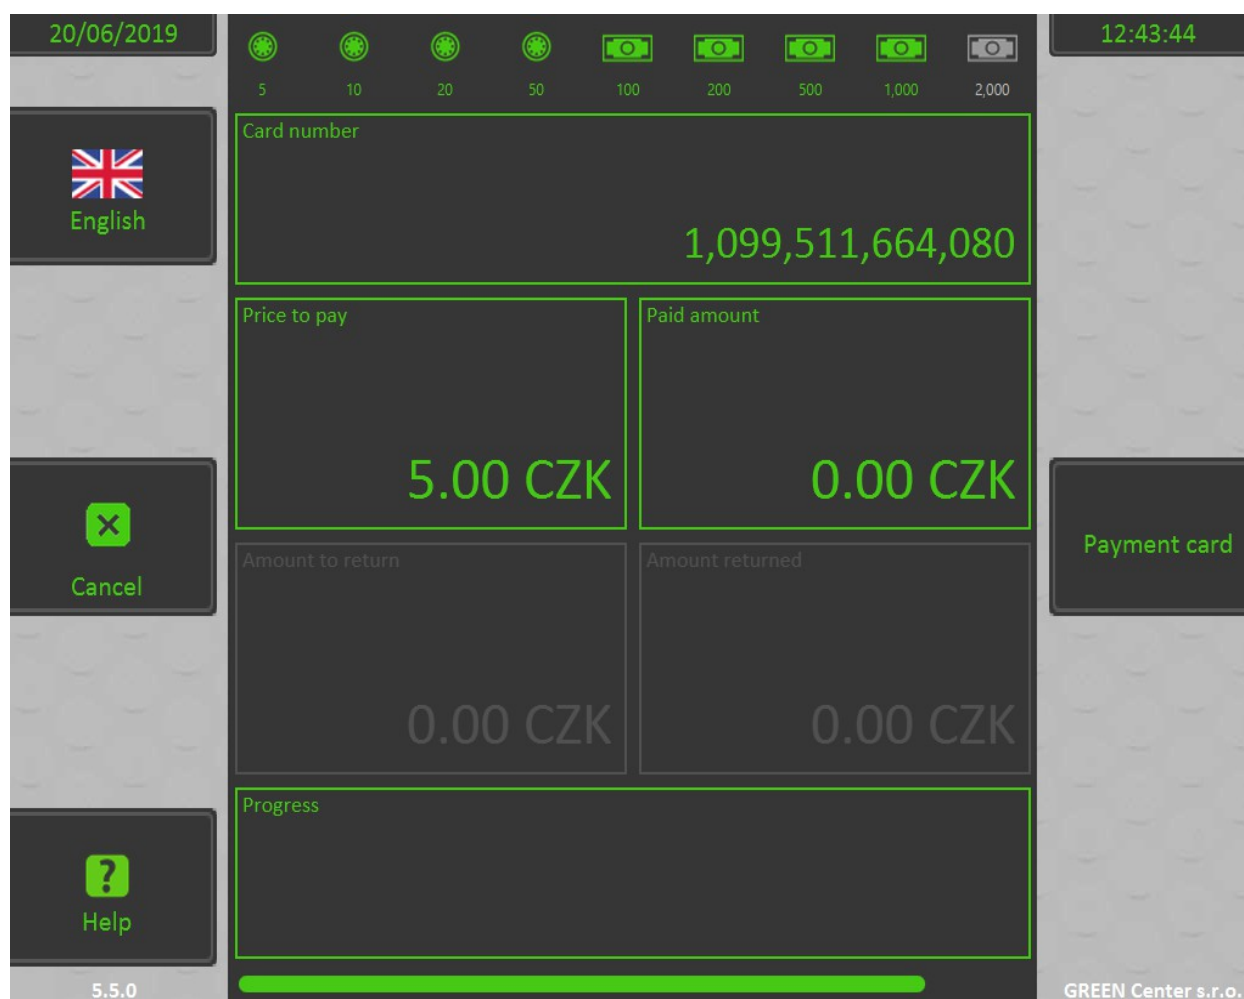 20/06/2019
12:43:44
5 10 20 50 100 200 500 1,000 2,000
English
Card number
1,099,511,664,080
Price to pay
5.00 CZK
Paid amount
0.00 CZK
Cancel
Payment card
Amount to return
0.00 CZK
Amount returned
0.00 CZK
Help
Progress
5.5.0
GREEN Center s.r.o.